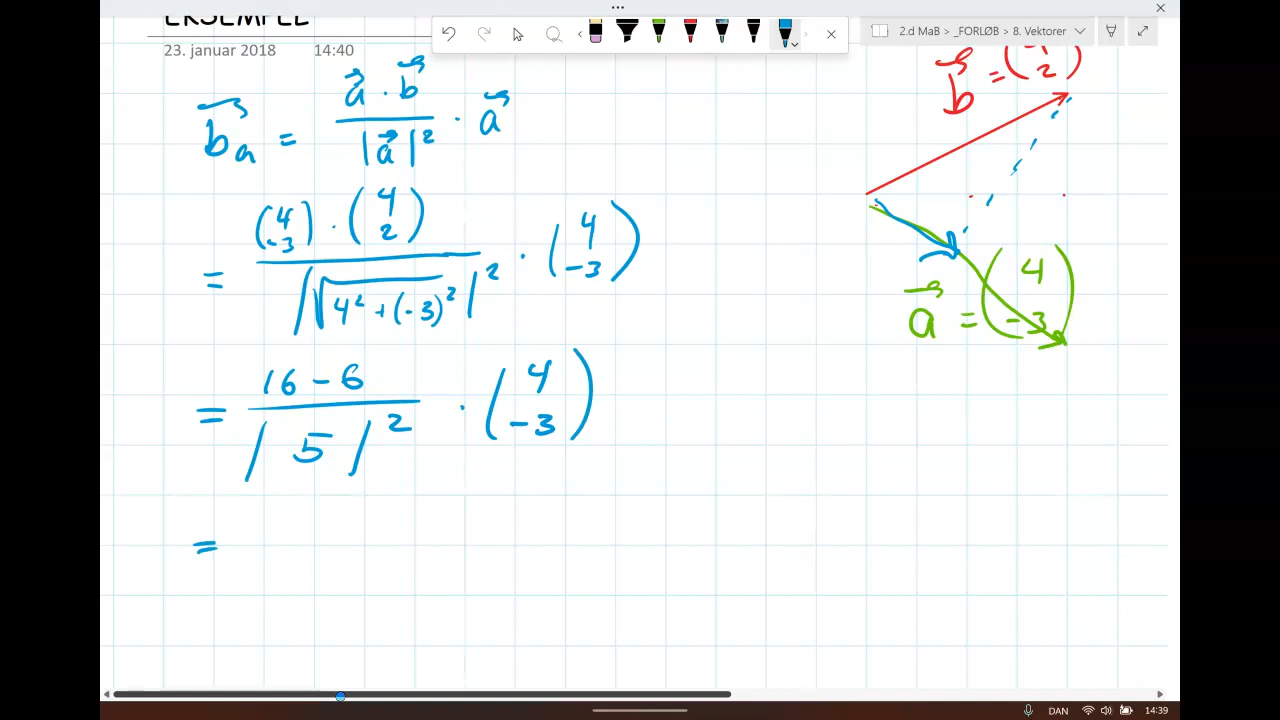 EKSEMPEL
2.d MaB > _FORLØB > 8. Vektorer
23. januar 2018 14:40
b⃗ₐ = (a⃗ · b⃗) / |a⃗|² · a⃗
= (4 -3) · (4 2) / |√(4² + (-3)²)|² · (4 -3)
= (16 - 6) / |5|² · (4 -3)
=
b⃗ = (4 2)
a⃗ = (4 -3)
DAN 14:39